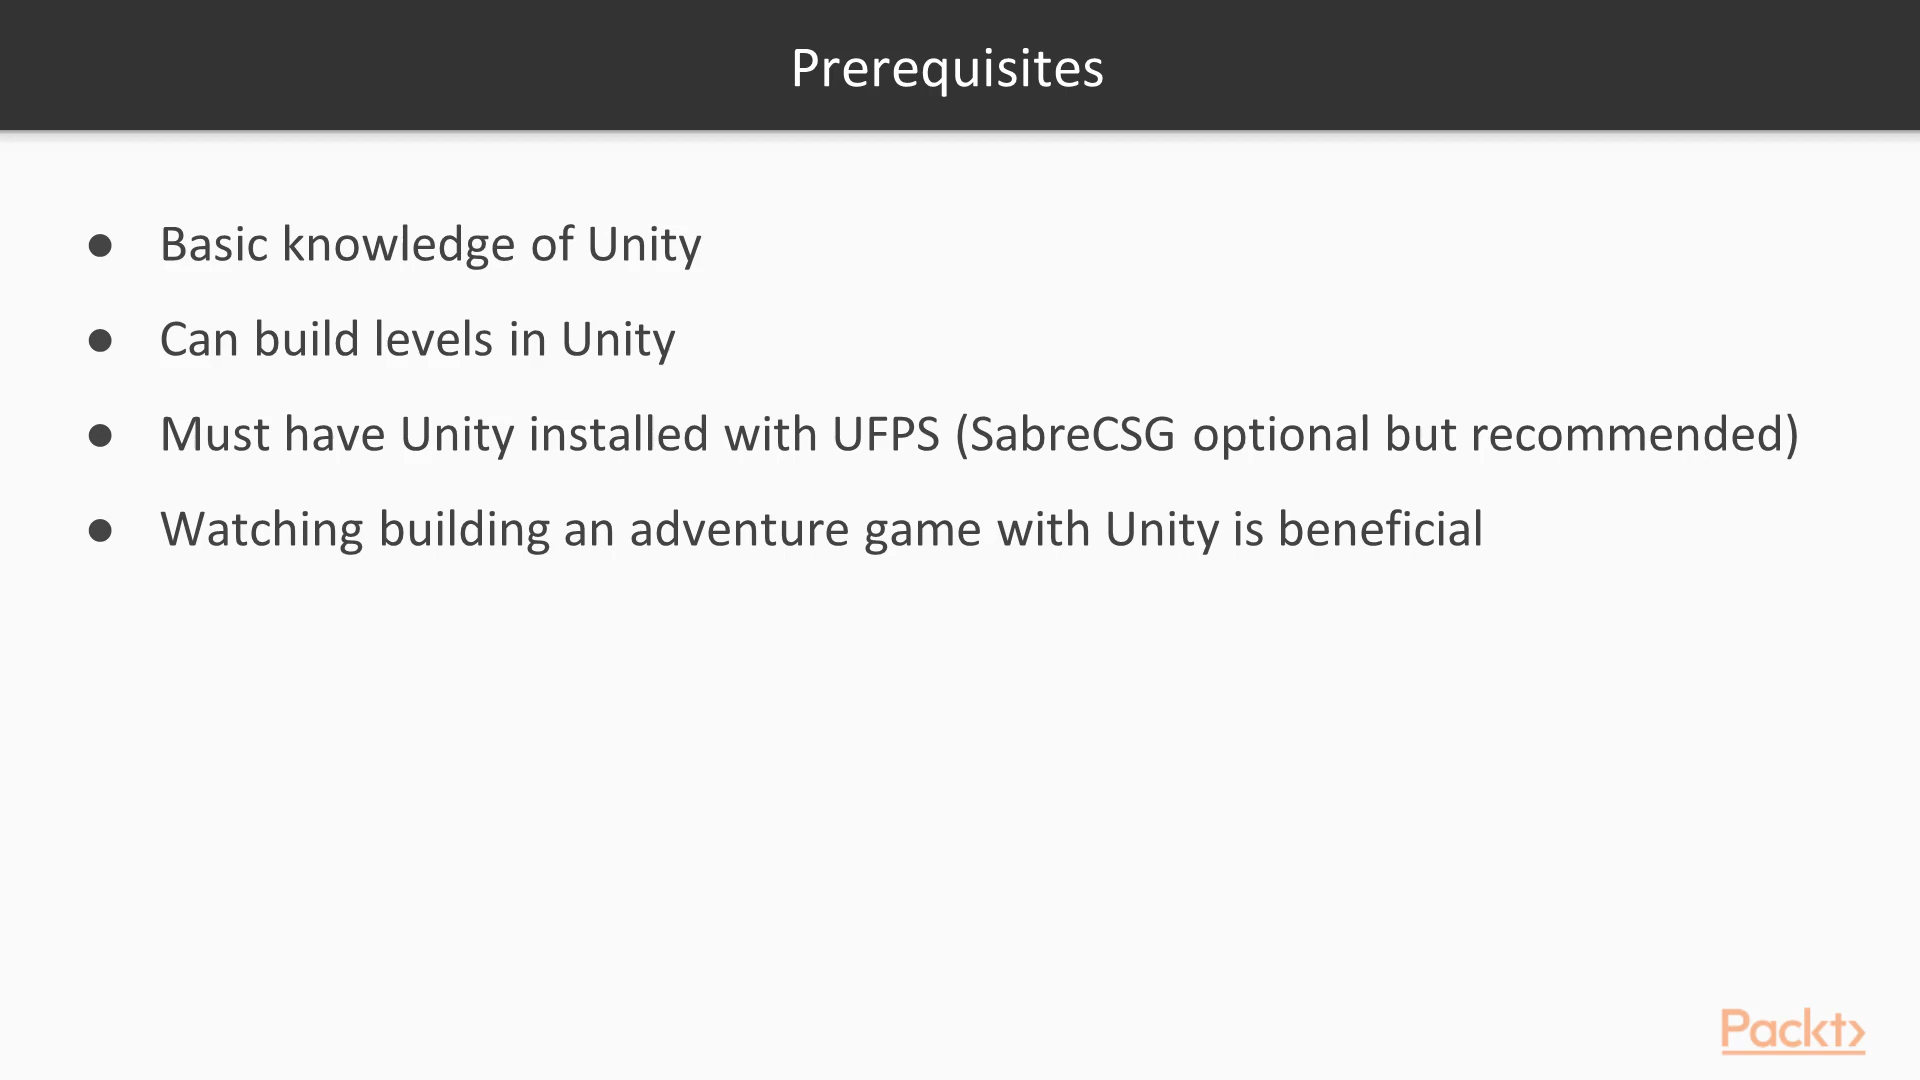 Prerequisites
● Basic knowledge of Unity
● Can build levels in Unity
● Must have Unity installed with UFPS (SabreCSG optional but recommended)
● Watching building an adventure game with Unity is beneficial
Packt>